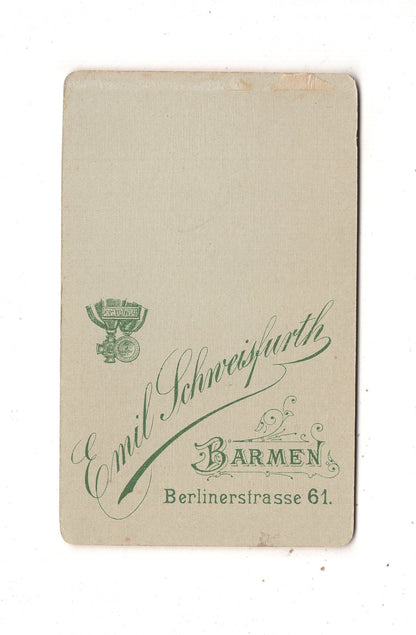 Emil Schweisfurth
BARMEN
Berlinerstrasse 61.